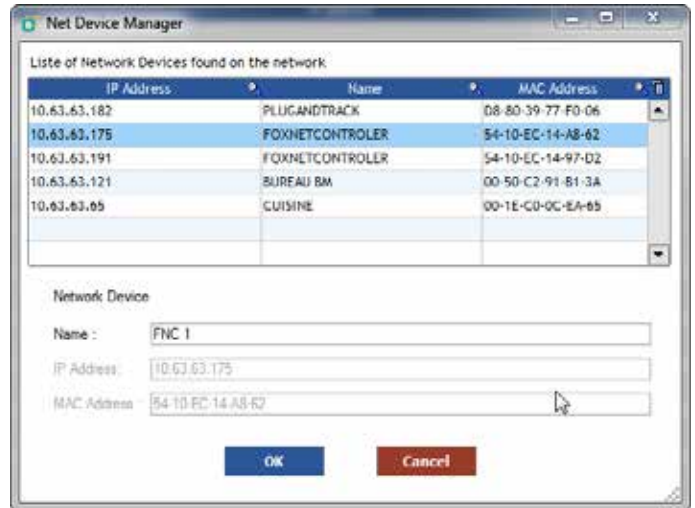 Net Device Manager
Liste of Network Devices found on the network
IP Address Name MAC Address
10.63.63.182 PLUGANDTRACK D8-80-39-77-F0-06
10.63.63.175 FOXNETCONTROLER 54-10-EC-14-A8-62
10.63.63.191 FOXNETCONTROLER 54-10-EC-14-97-D2
10.63.63.121 BUREAU BM 00-50-C2-91-B1-3A
10.63.63.65 CUISINE 00-1E-C0-0C-EA-65
Network Device
Name : FNC 1
IP Address: 10.63.63.175
MAC Address 54-10-EC-14-A8-62
OK Cancel